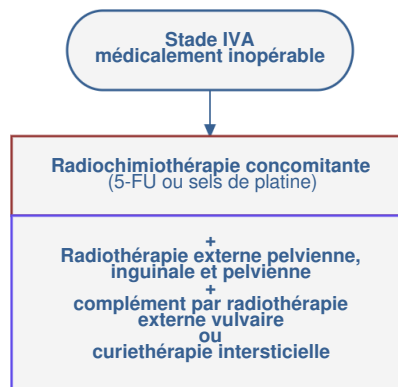 Stade IVA
médicalement inopérable
Radiochimiothérapie concomitante
(5-FU ou sels de platine)
+
Radiothérapie externe pelvienne,
inguinale et pelvienne
+
complément par radiothérapie
externe vulvaire
ou
curiethérapie intersticielle